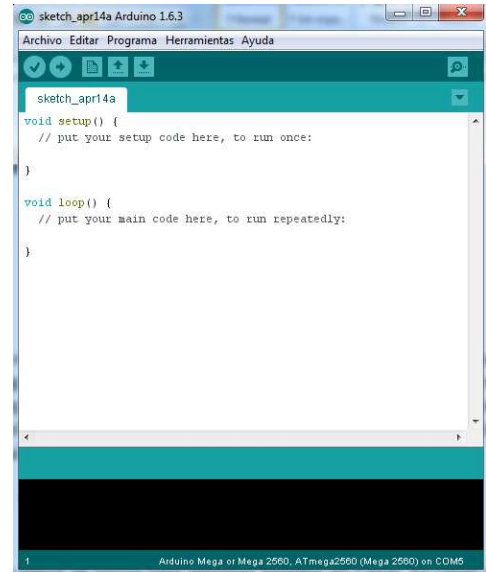 sketch_apr14a Arduino 1.6.3
Archivo Editar Programa Herramientas Ayuda
sketch_apr14a
void setup() {
// put your setup code here, to run once:
}
void loop() {
// put your main code here, to run repeatedly:
}
1 Arduino Mega or Mega 2560, ATmega2560 (Mega 2560) on COM5